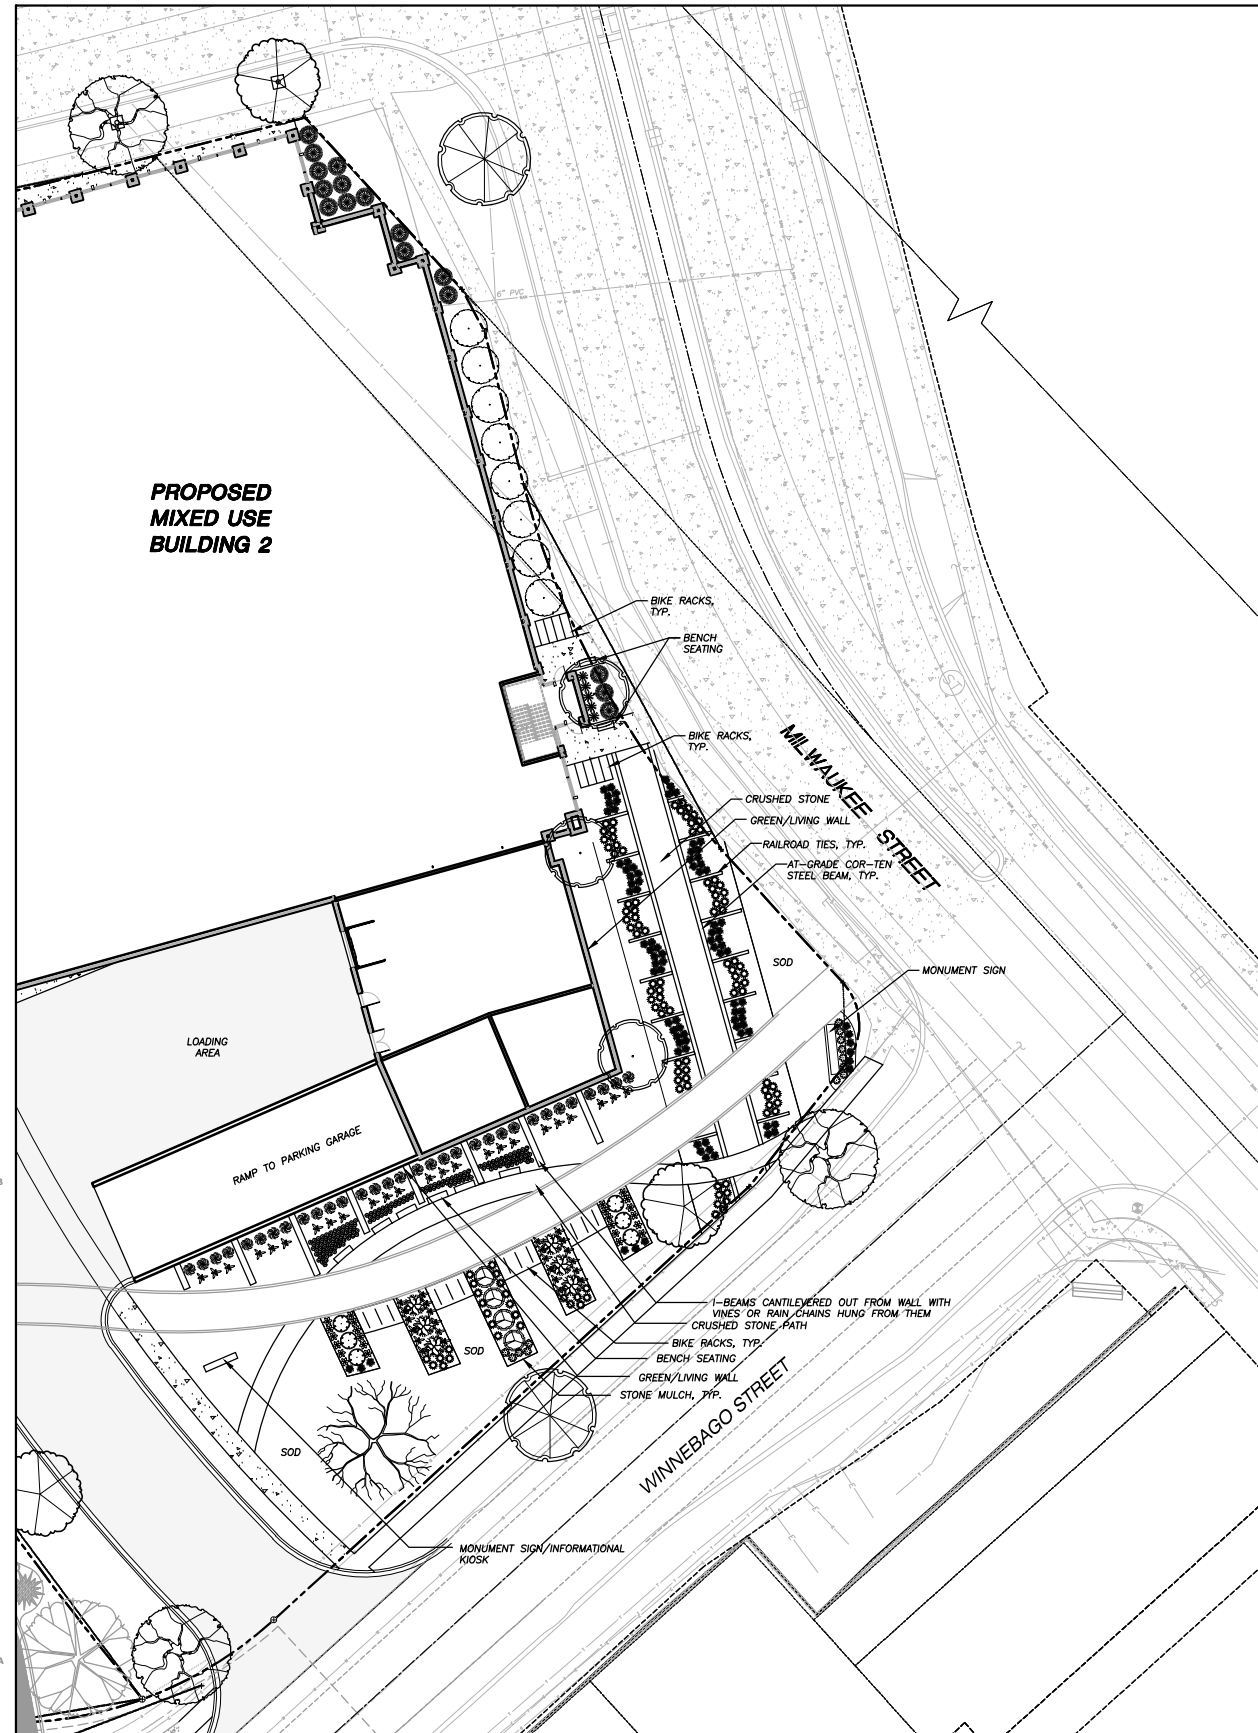 6" PVC
PROPOSED
MIXED USE
BUILDING 2
BIKE RACKS,
TYP.
BENCH
SEATING
BIKE RACKS,
TYP.
MILWAUKEE STREET
CRUSHED STONE
GREEN/LIVING WALL
RAILROAD TIES, TYP.
AT-GRADE COR-TEN
STEEL BEAM, TYP.
SOD
MONUMENT SIGN
LOADING
AREA
RAMP TO PARKING GARAGE
I-BEAMS CANTILEVERED OUT FROM WALL WITH
VINES OR RAIN CHAINS HUNG FROM THEM
CRUSHED STONE PATH
BIKE RACKS, TYP.
BENCH SEATING
GREEN/LIVING WALL
STONE MULCH, TYP.
SOD
SOD
WINNEBAGO STREET
MONUMENT SIGN/INFORMATIONAL
KIOSK